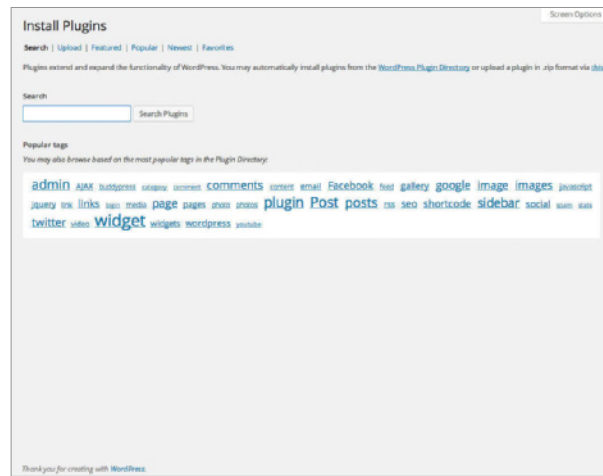 Screen Options
Install Plugins
Search | Upload | Featured | Popular | Newest | Favorites
Plugins extend and expand the functionality of WordPress. You may automatically install plugins from the WordPress Plugin Directory or upload a plugin in .zip format via this
Search
Search Plugins
Popular tags
You may also browse based on the most popular tags in the Plugin Directory:
admin AJAX buddypress category comment comments content email Facebook feed gallery google image images javascript
jquery link links login media page pages photo photos plugin Post posts rss seo shortcode sidebar social spam stats
twitter video widget widgets wordpress youtube
Thank you for creating with WordPress.